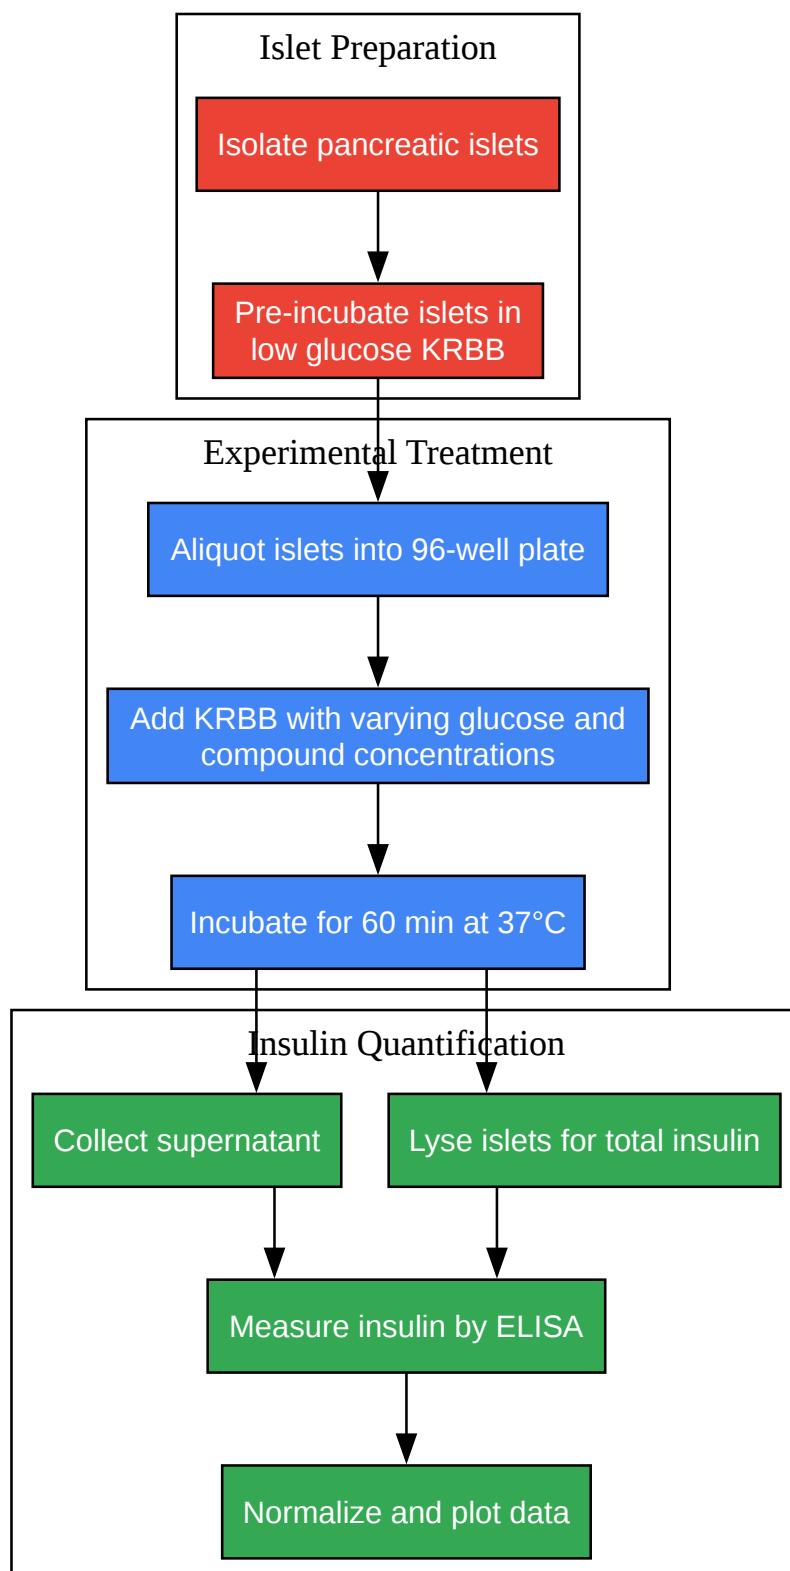 Islet Preparation
Isolate pancreatic islets
Pre-incubate islets in
low glucose KRBB
Experimental Treatment
Aliquot islets into 96-well plate
Add KRBB with varying glucose and
compound concentrations
Incubate for 60 min at 37°C
Insulin Quantification
Collect supernatant
Lyse islets for total insulin
Measure insulin by ELISA
Normalize and plot data